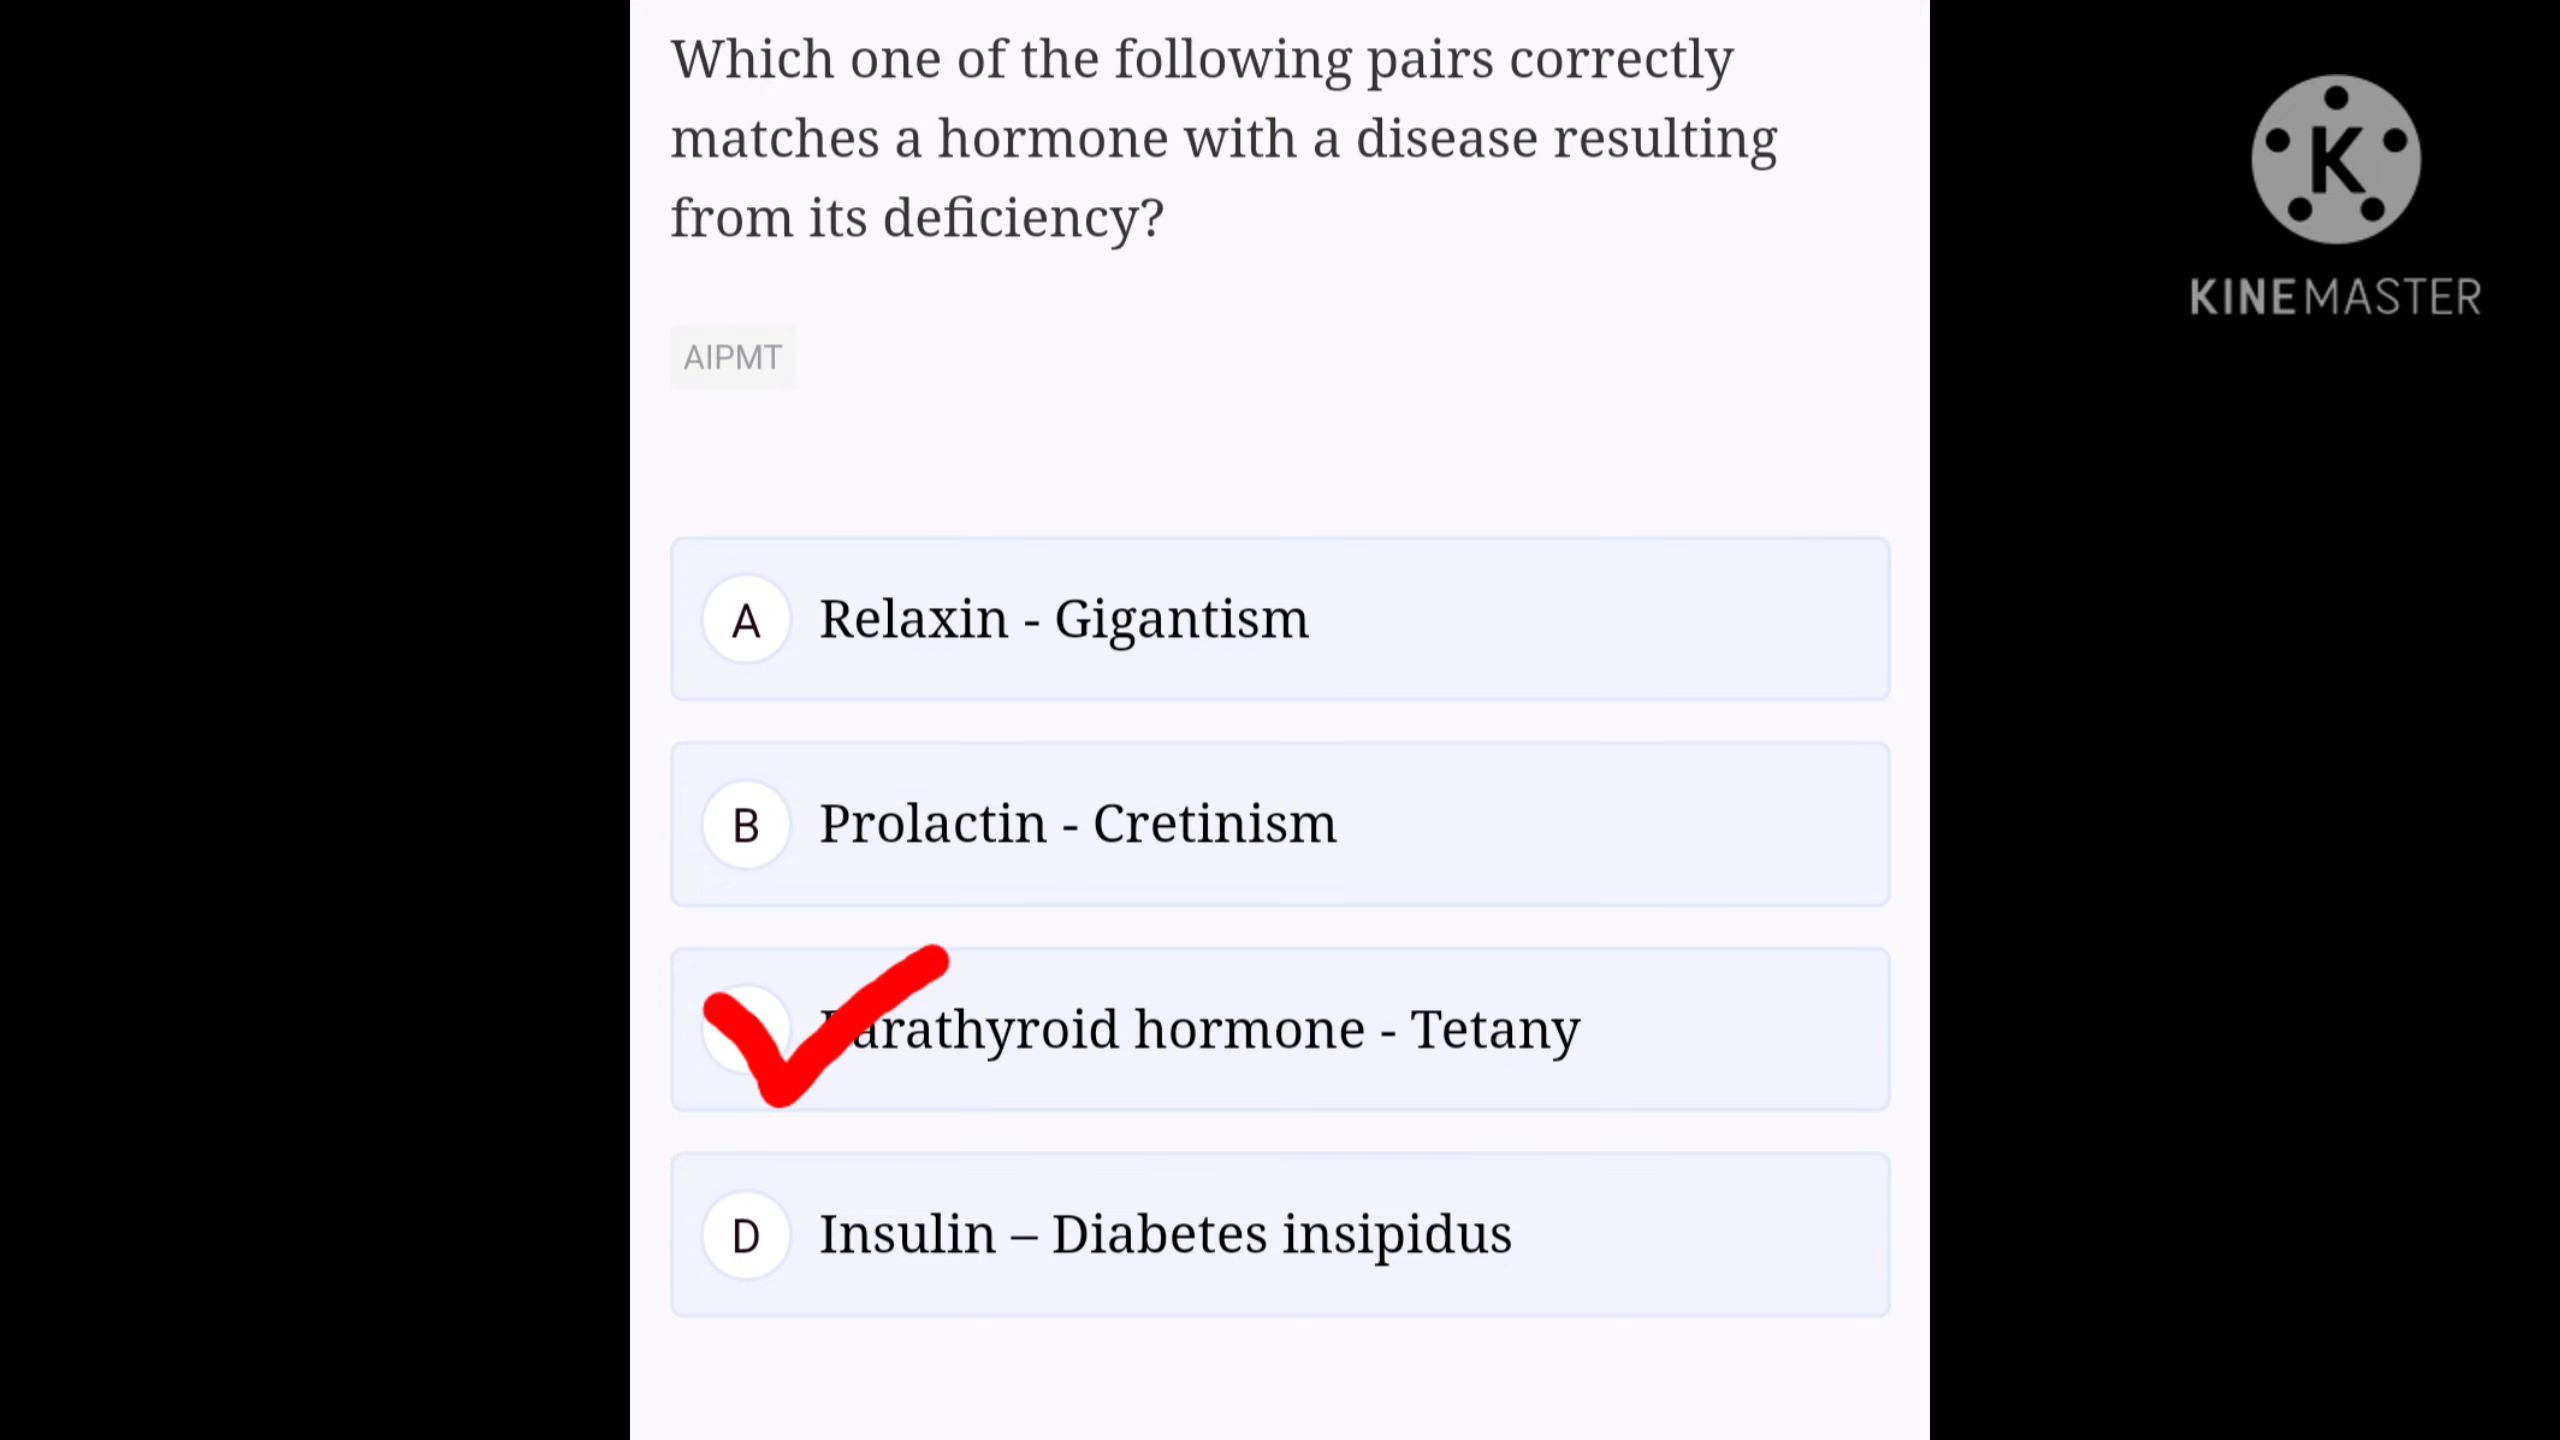 Which one of the following pairs correctly
matches a hormone with a disease resulting
from its deficiency?
AIPMT
A Relaxin - Gigantism
B Prolactin - Cretinism
Parathyroid hormone - Tetany
D Insulin – Diabetes insipidus
K
KINEMASTER